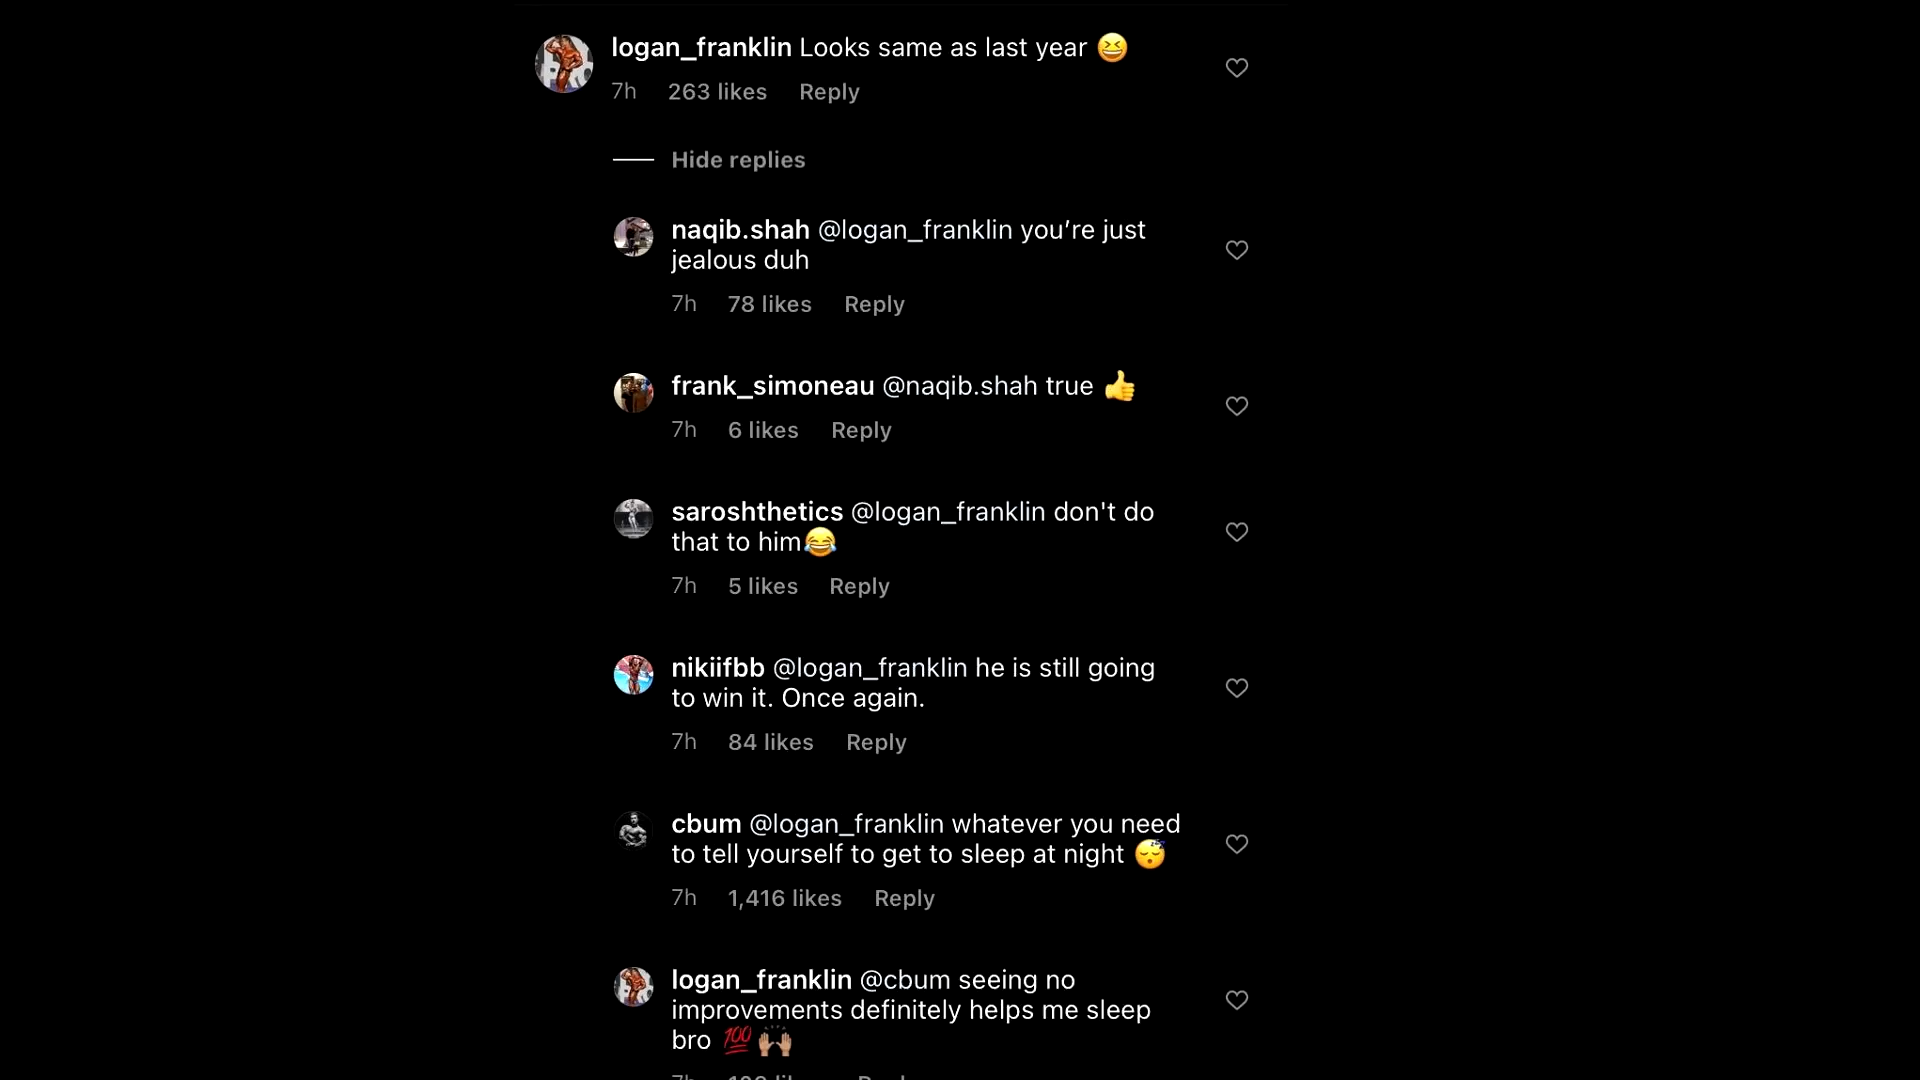 logan_franklin Looks same as last year 😆
7h 263 likes Reply
Hide replies
naqib.shah @logan_franklin you’re just
jealous duh
7h 78 likes Reply
frank_simoneau @naqib.shah true 👍
7h 6 likes Reply
saroshthetics @logan_franklin don't do
that to him😂
7h 5 likes Reply
nikiifbb @logan_franklin he is still going
to win it. Once again.
7h 84 likes Reply
cbum @logan_franklin whatever you need
to tell yourself to get to sleep at night 😴
7h 1,416 likes Reply
logan_franklin @cbum seeing no
improvements definitely helps me sleep
bro 💯🙌🏽